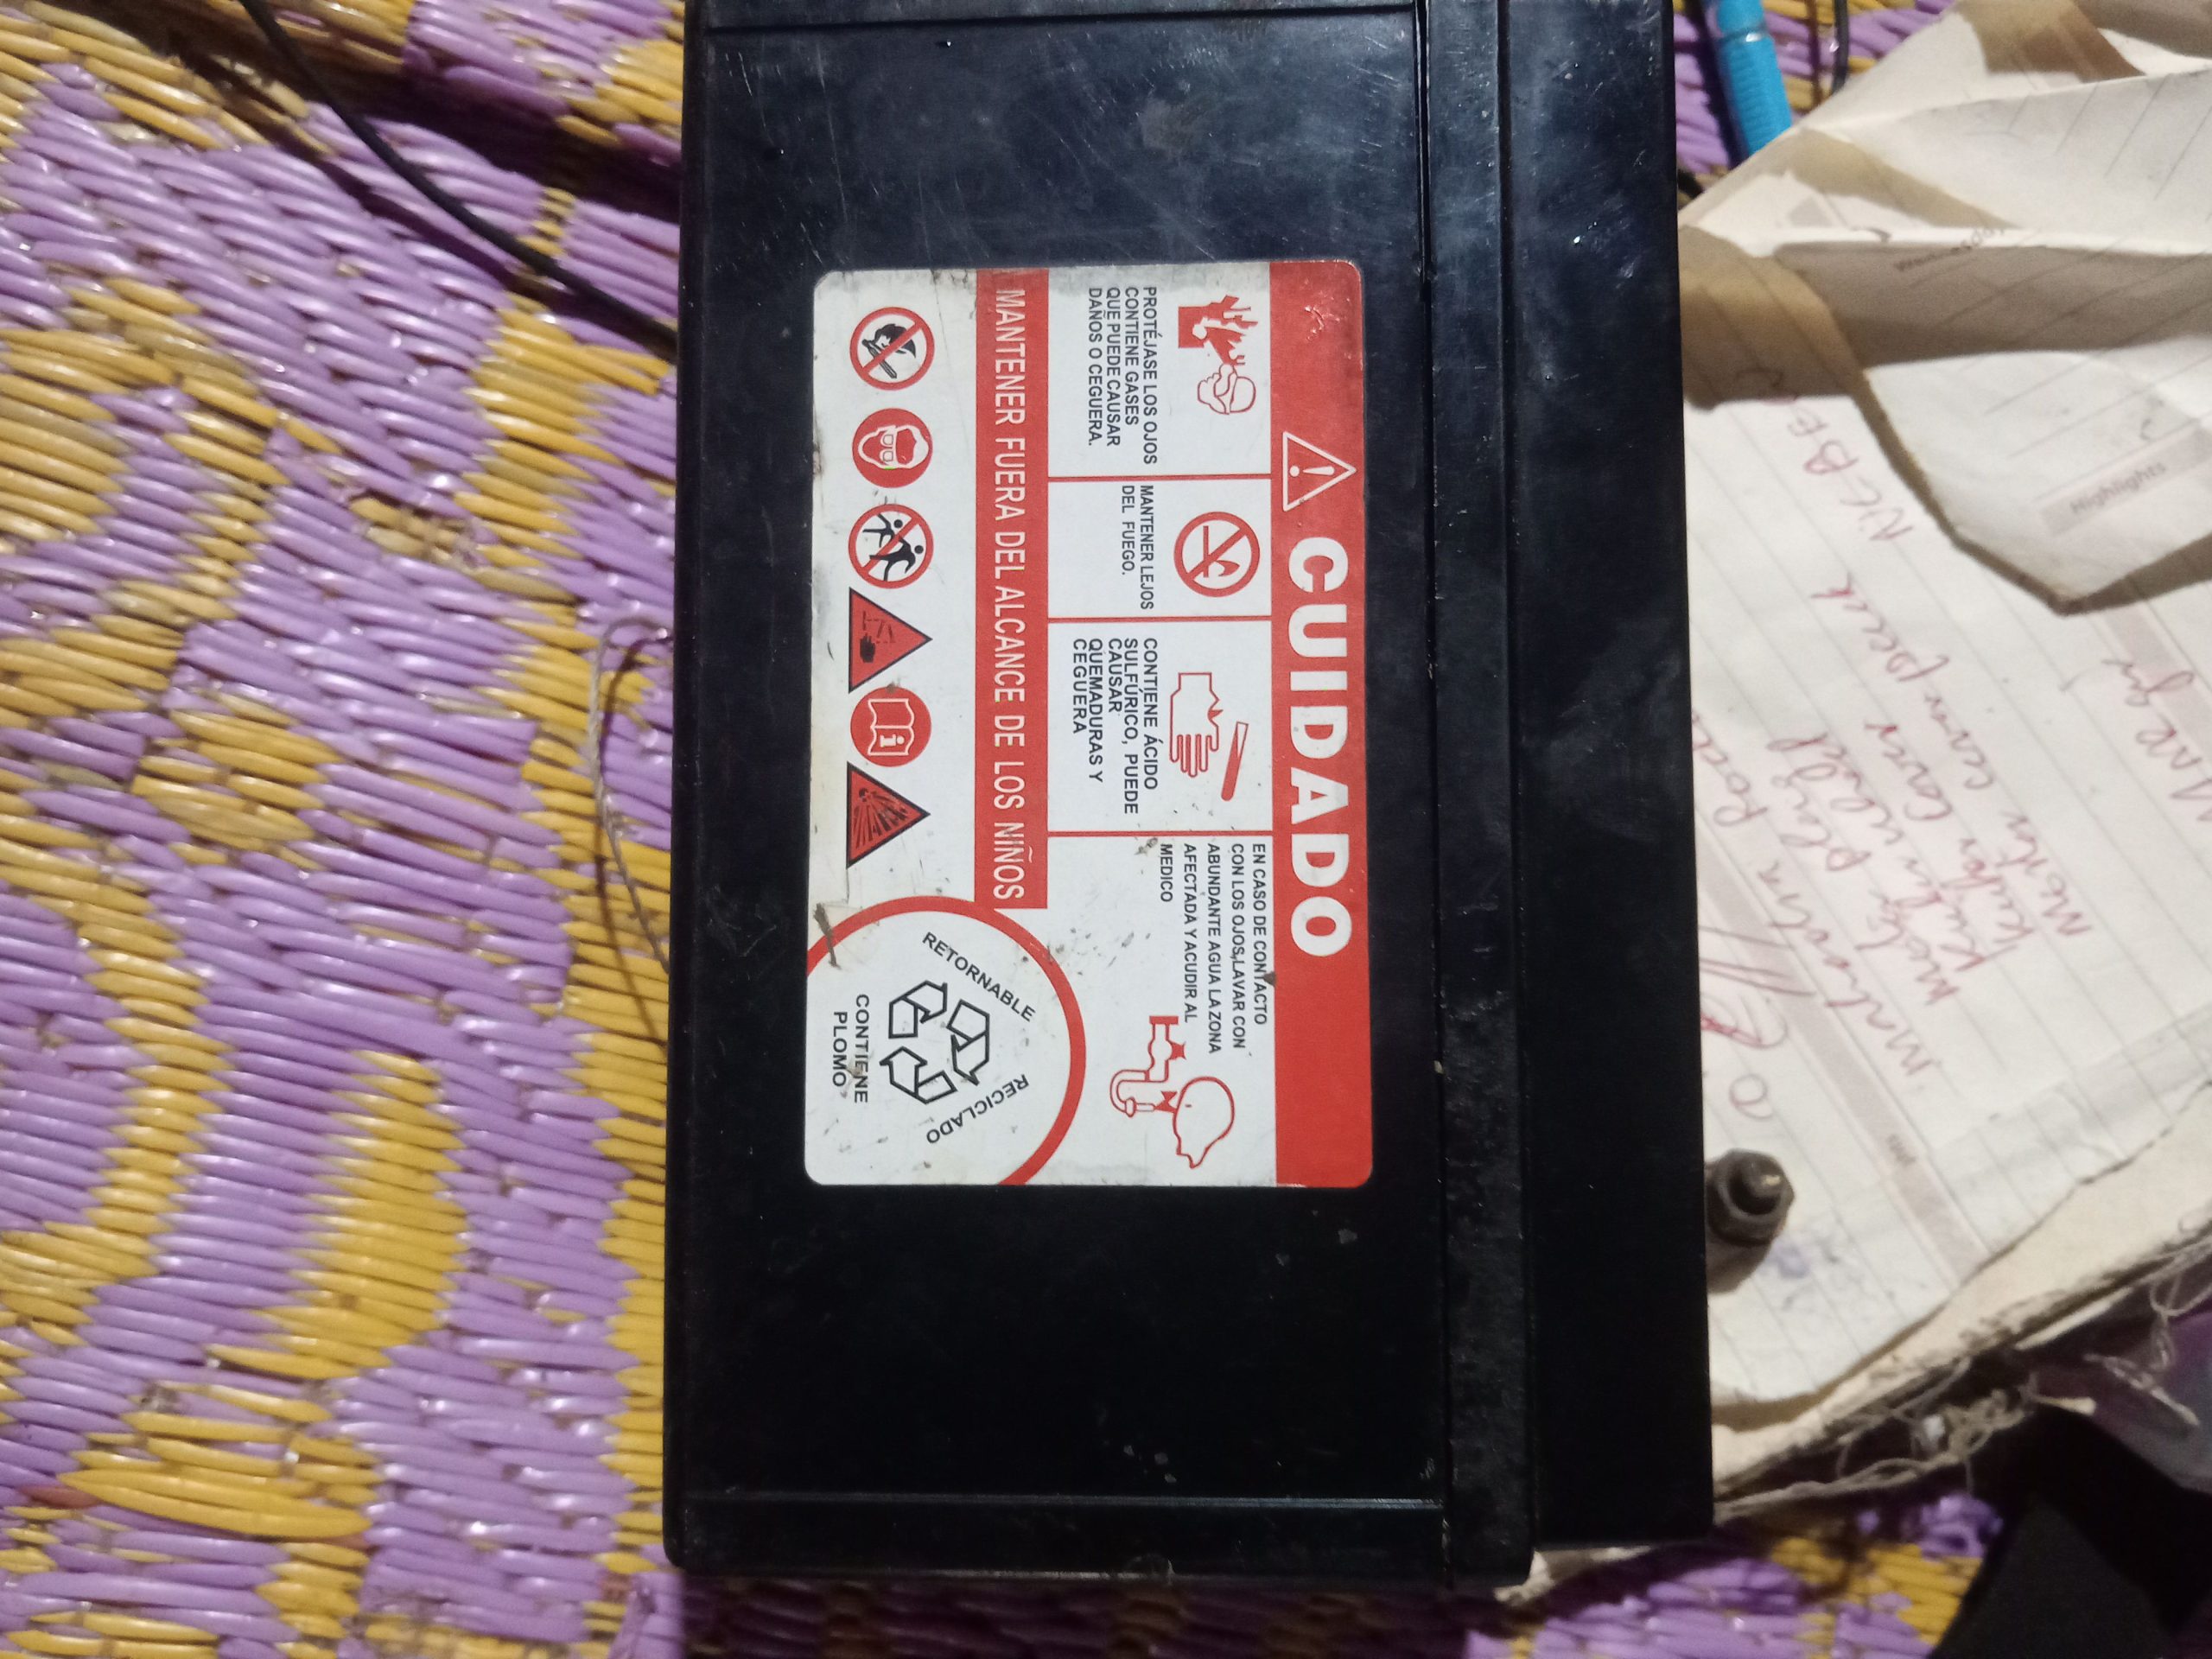 CUIDADO
PROTÉJASE LOS OJOS
CONTIENE GASES
QUE PUEDE CAUSAR
DAÑOS O CEGUERA.
MANTENER LEJOS
DEL FUEGO.
CONTIENE ÁCIDO
SULFÚRICO, PUEDE
CAUSAR
QUEMADURAS Y
CEGUERA
EN CASO DE CONTACTO
CON LOS OJOS,LAVAR CON
ABUNDANTE AGUA LA ZONA
AFECTADA Y ACUDIR AL
MEDICO
MANTENER FUERA DEL ALCANCE DE LOS NIÑOS
RETORNABLE
RECICLADO
CONTIENE
PLOMO
Highlights